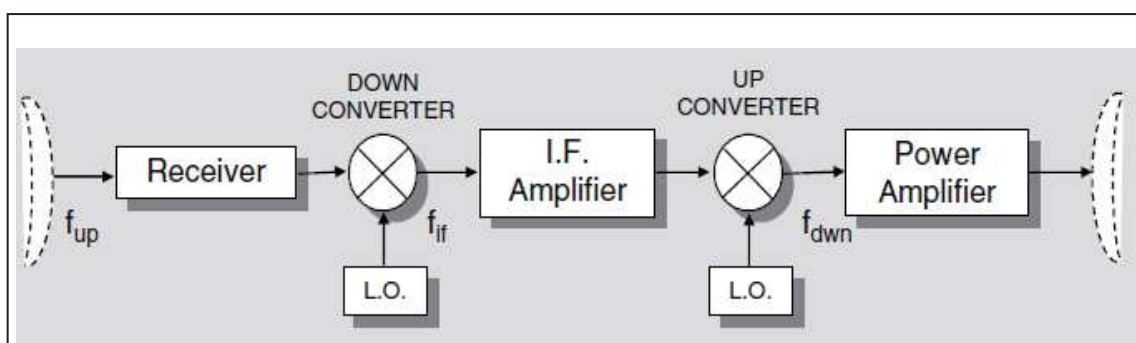 DOWN
CONVERTER
UP
CONVERTER
Receiver
I.F.
Amplifier
Power
Amplifier
fup
fif
fdwn
L.O.
L.O.